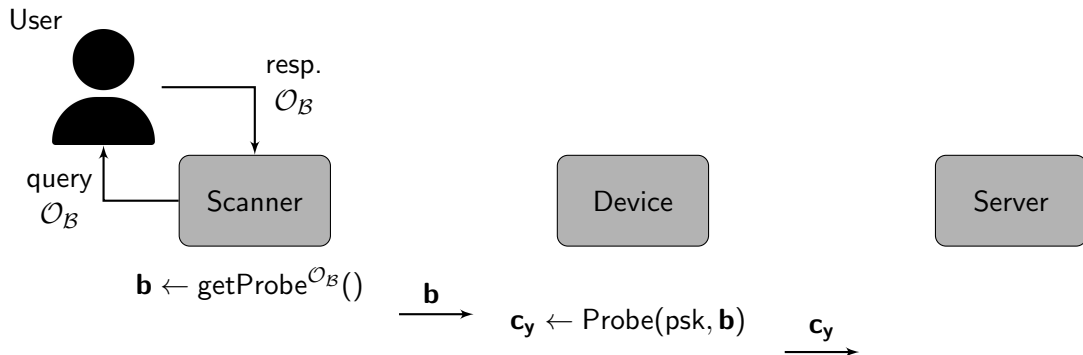 User
resp.
𝒪_ℬ
query
𝒪_ℬ
Scanner
Device
Server
𝐛 ← getProbe^{𝒪_ℬ}()
𝐛
𝐜_𝐲 ← Probe(psk, 𝐛)
𝐜_𝐲